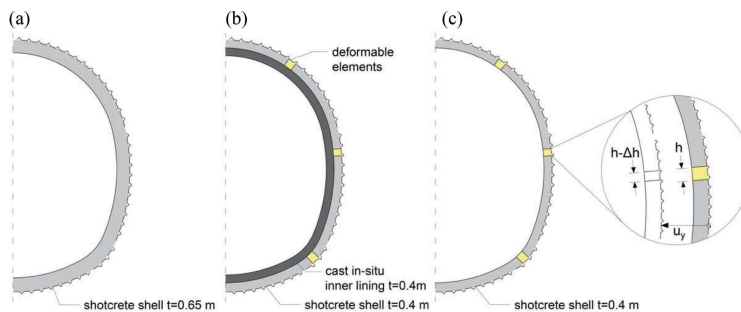 (a)
shotcrete shell t=0.65 m
(b)
deformable
elements
cast in-situ
inner lining t=0.4m
shotcrete shell t=0.4 m
(c)
h-Δh
h
uy
shotcrete shell t=0.4 m